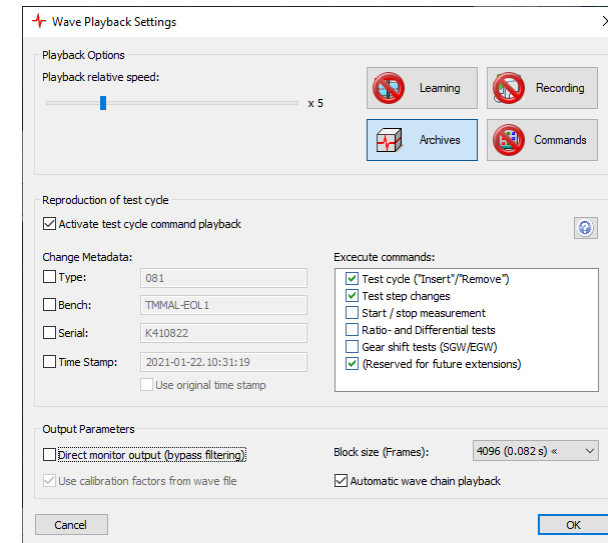 Wave Playback Settings
Playback Options
Playback relative speed:
x 5
Learning
Recording
Archives
Commands
Reproduction of test cycle
Activate test cycle command playback
Change Metadata:
Excecute commands:
Type:
081
Bench:
TMMAL-EOL1
Serial:
K410822
Time Stamp:
2021-01-22.10:31:19
Use original time stamp
Test cycle ("Insert"/"Remove")
Test step changes
Start / stop measurement
Ratio- and Differential tests
Gear shift tests (SGW/EGW)
(Reserved for future extensions)
Output Parameters
Direct monitor output (bypass filtering)
Block size (Frames):
4096 (0.082 s) «
Use calibration factors from wave file
Automatic wave chain playback
Cancel
OK